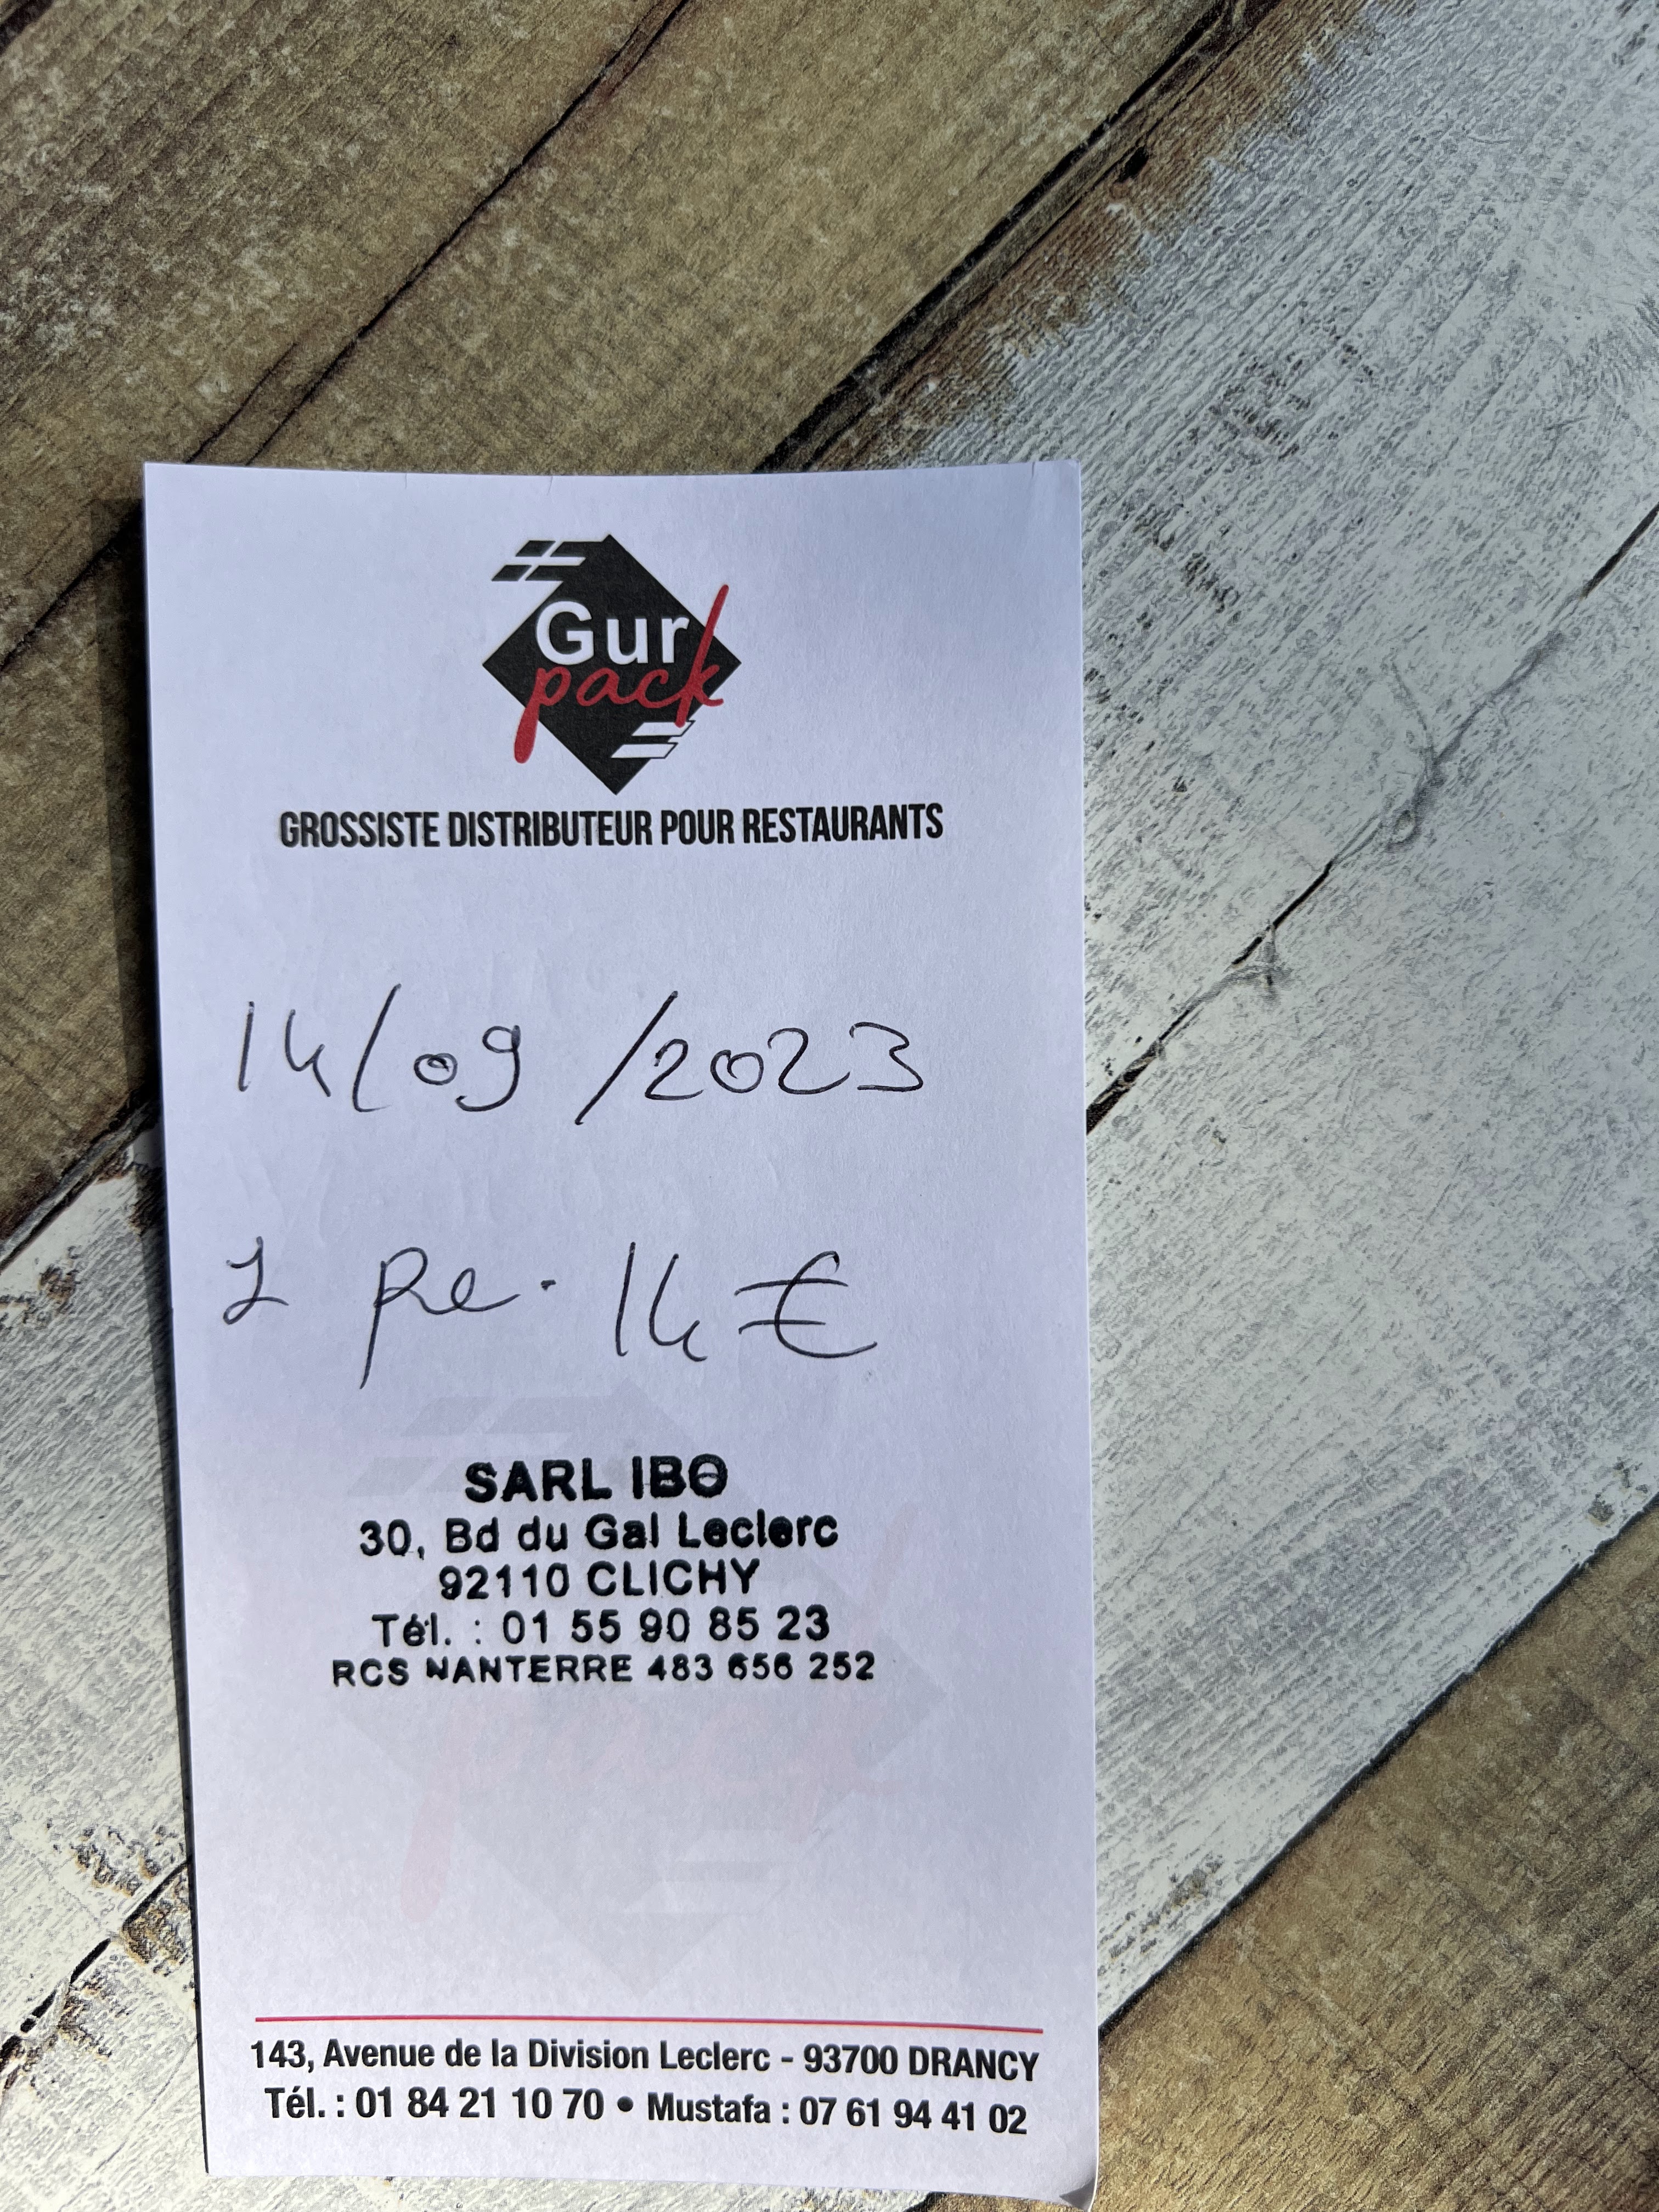 Gur
pack
GROSSISTE DISTRIBUTEUR POUR RESTAURANTS
14/09/2023
14€
SARL IBO
30, Bd du Gal Leclerc
92110 CLICHY
Tél. : 01 55 90 85 23
RCS NANTERRE 483 656 252
143, Avenue de la Division Leclerc - 93700 DRANCY
Tél. : 01 84 21 10 70 • Mustafa : 07 61 94 41 02